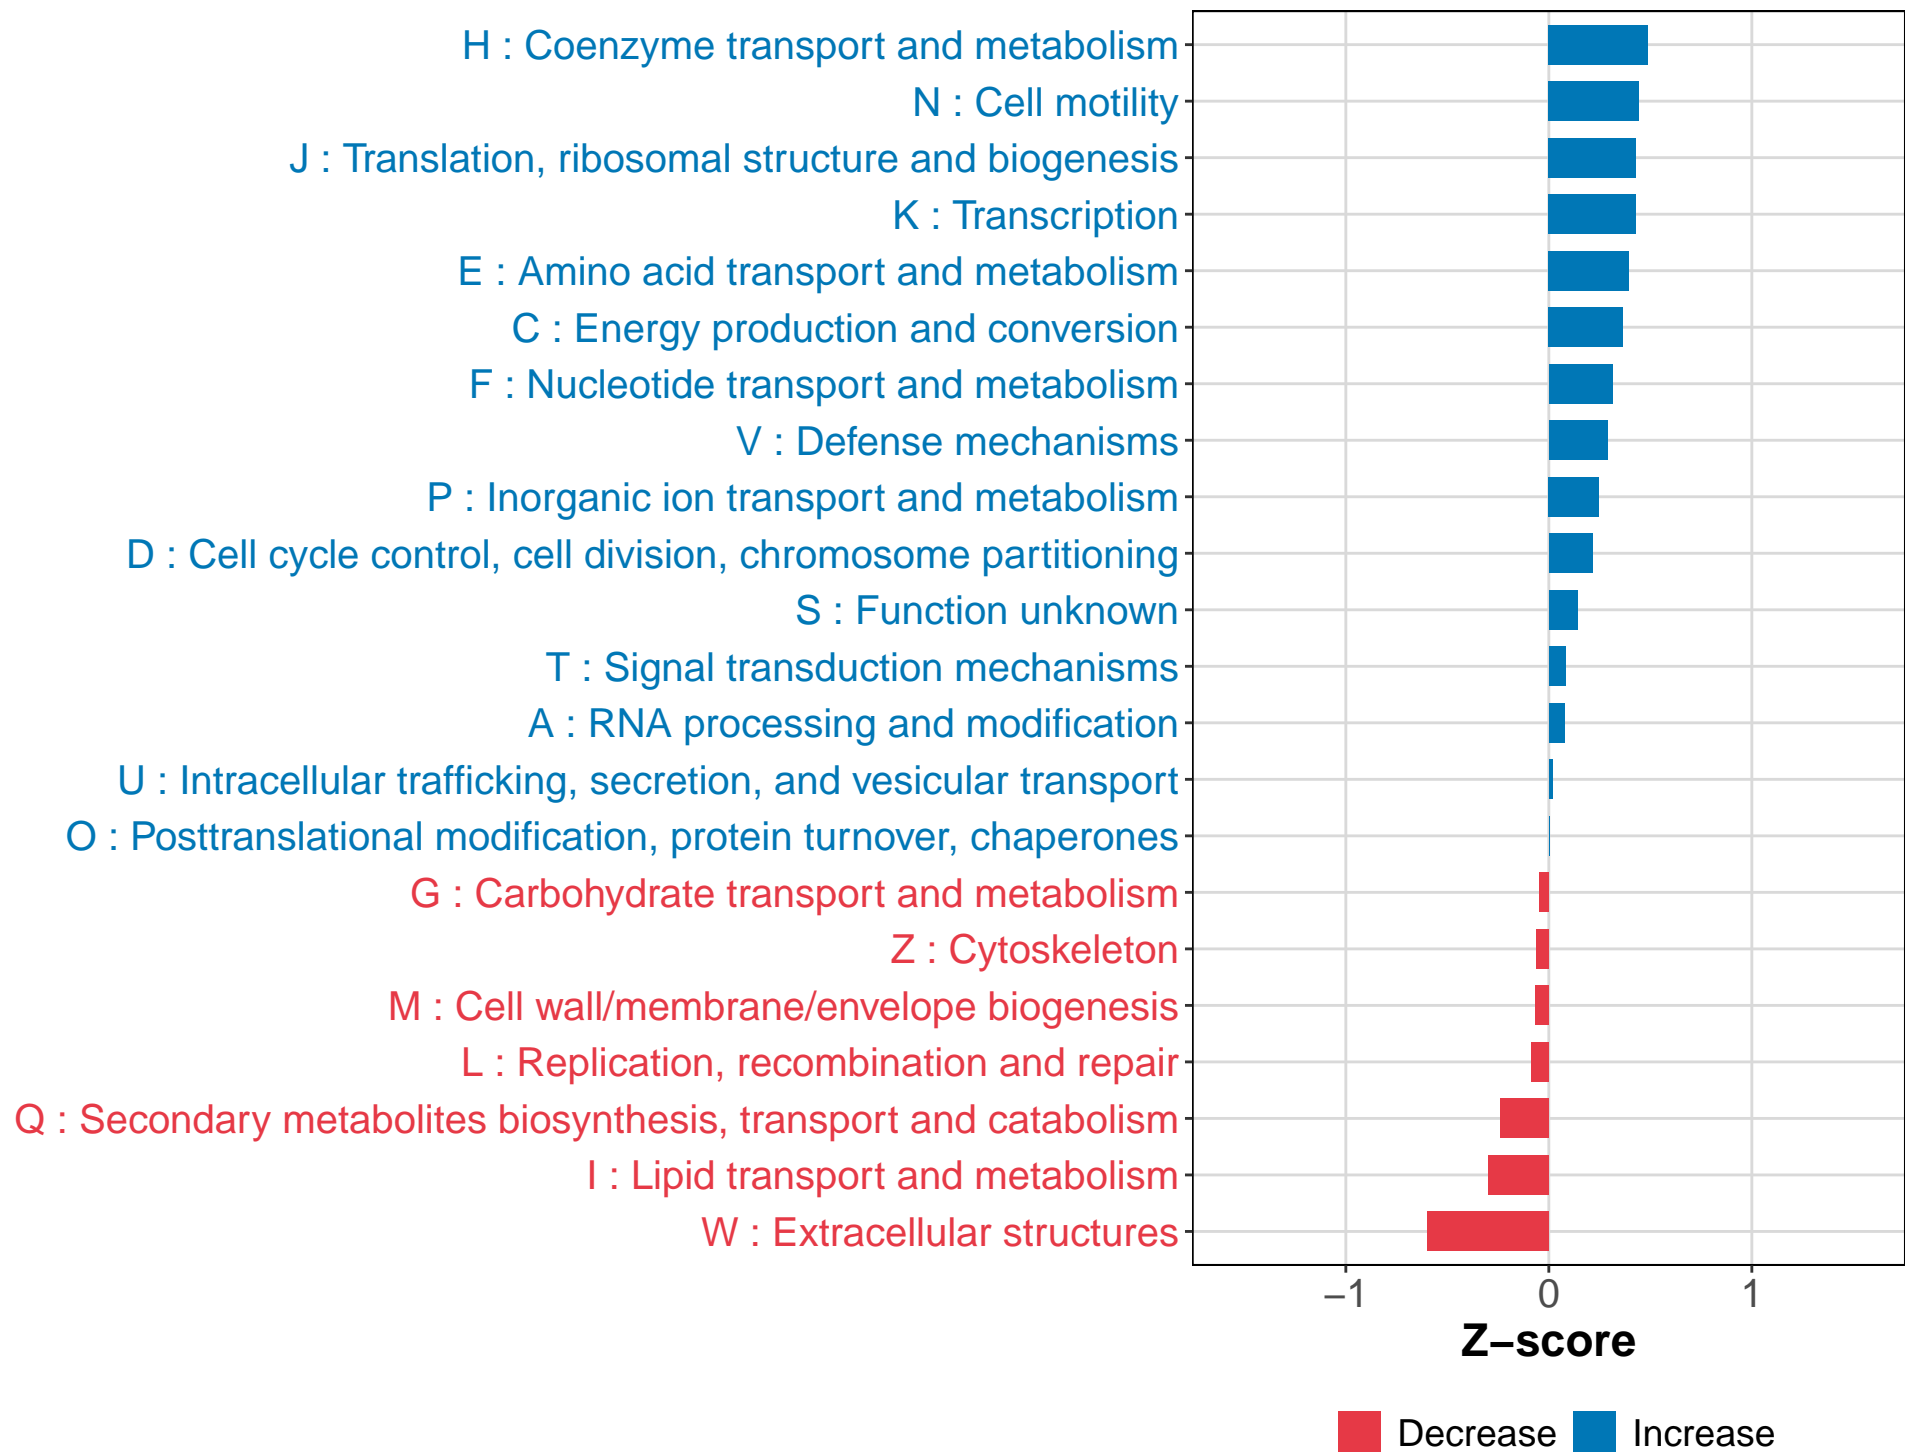 H : Coenzyme transport and metabolism
N : Cell motility
J : Translation, ribosomal structure and biogenesis
K : Transcription
E : Amino acid transport and metabolism
C : Energy production and conversion
F : Nucleotide transport and metabolism
V : Defense mechanisms
P : Inorganic ion transport and metabolism
D : Cell cycle control, cell division, chromosome partitioning
S : Function unknown
T : Signal transduction mechanisms
A : RNA processing and modification
U : Intracellular trafficking, secretion, and vesicular transport
O : Posttranslational modification, protein turnover, chaperones
G : Carbohydrate transport and metabolism
Z : Cytoskeleton
M : Cell wall/membrane/envelope biogenesis
L : Replication, recombination and repair
Q : Secondary metabolites biosynthesis, transport and catabolism
I : Lipid transport and metabolism
W : Extracellular structures
−1 0 1
Z−score
Decrease Increase